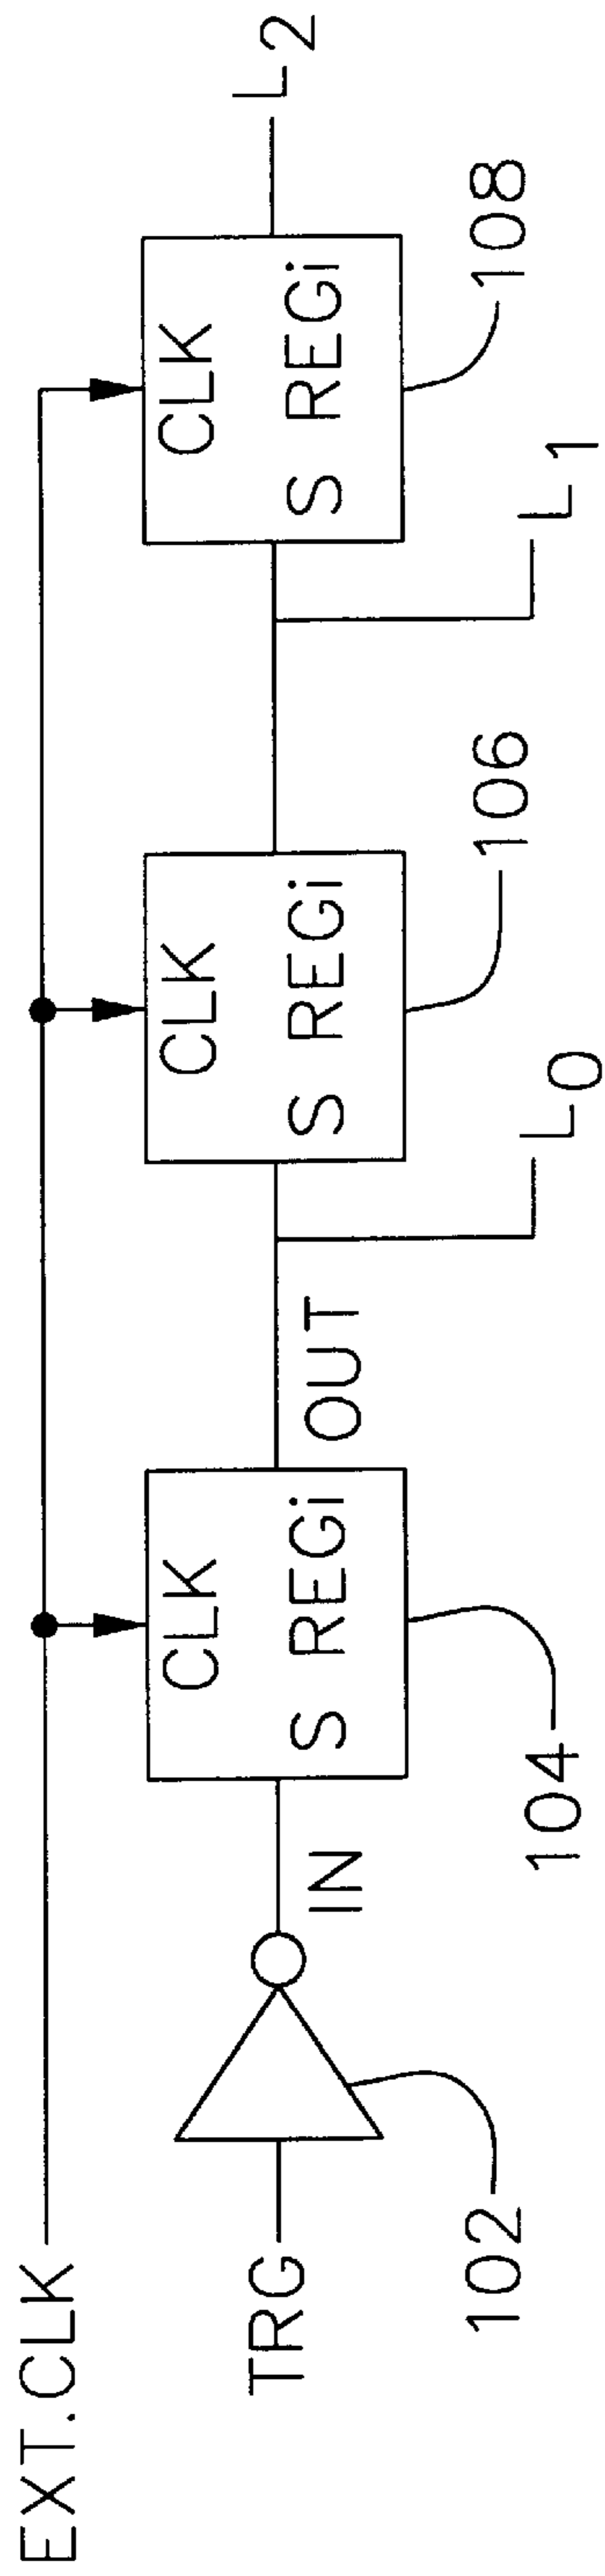 EXT.CLK
TRG
102
IN
CLK
S REGi
104
OUT
L0
CLK
S REGi
106
L1
CLK
S REGi
108
L2